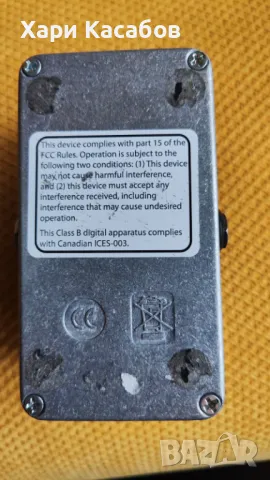 Хари Касабов
This device complies with part 15 of the
FCC Rules. Operation is subject to the
following two conditions: (1) This device
may not cause harmful interference,
and (2) this device must accept any
interference received, including
interference that may cause undesired
operation.
This Class B digital apparatus complies
with Canadian ICES-003.
BAZAR